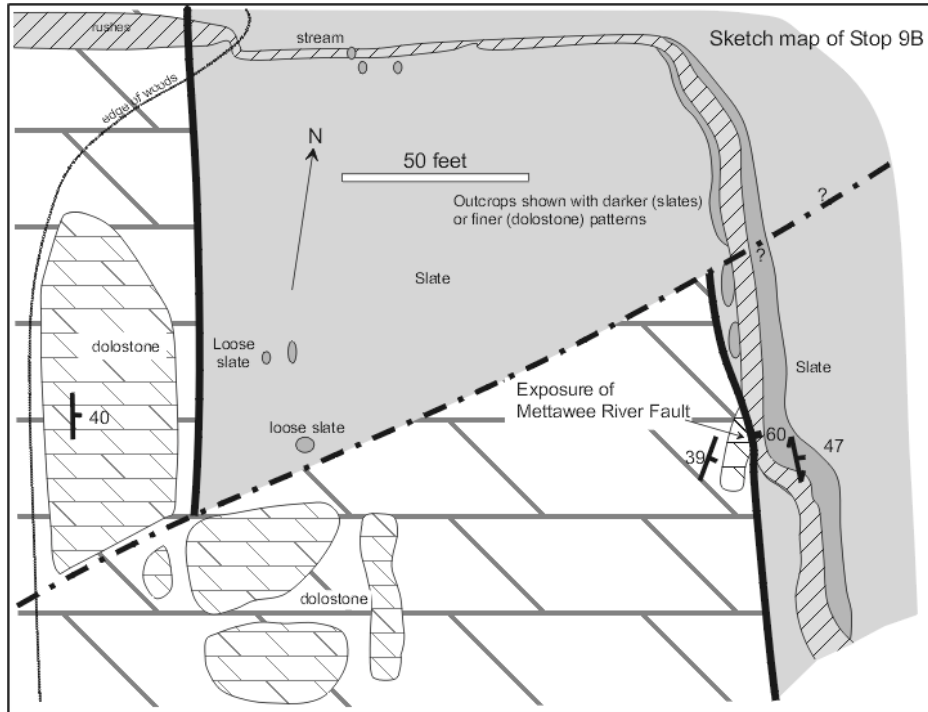 rushes
stream
Sketch map of Stop 9B
edge of woods
N
50 feet
Outcrops shown with darker (slates)
or finer (dolostone) patterns
?
?
Slate
dolostone
Loose
slate
Slate
Exposure of
Mettawee River Fault
40
loose slate
39
60
47
dolostone